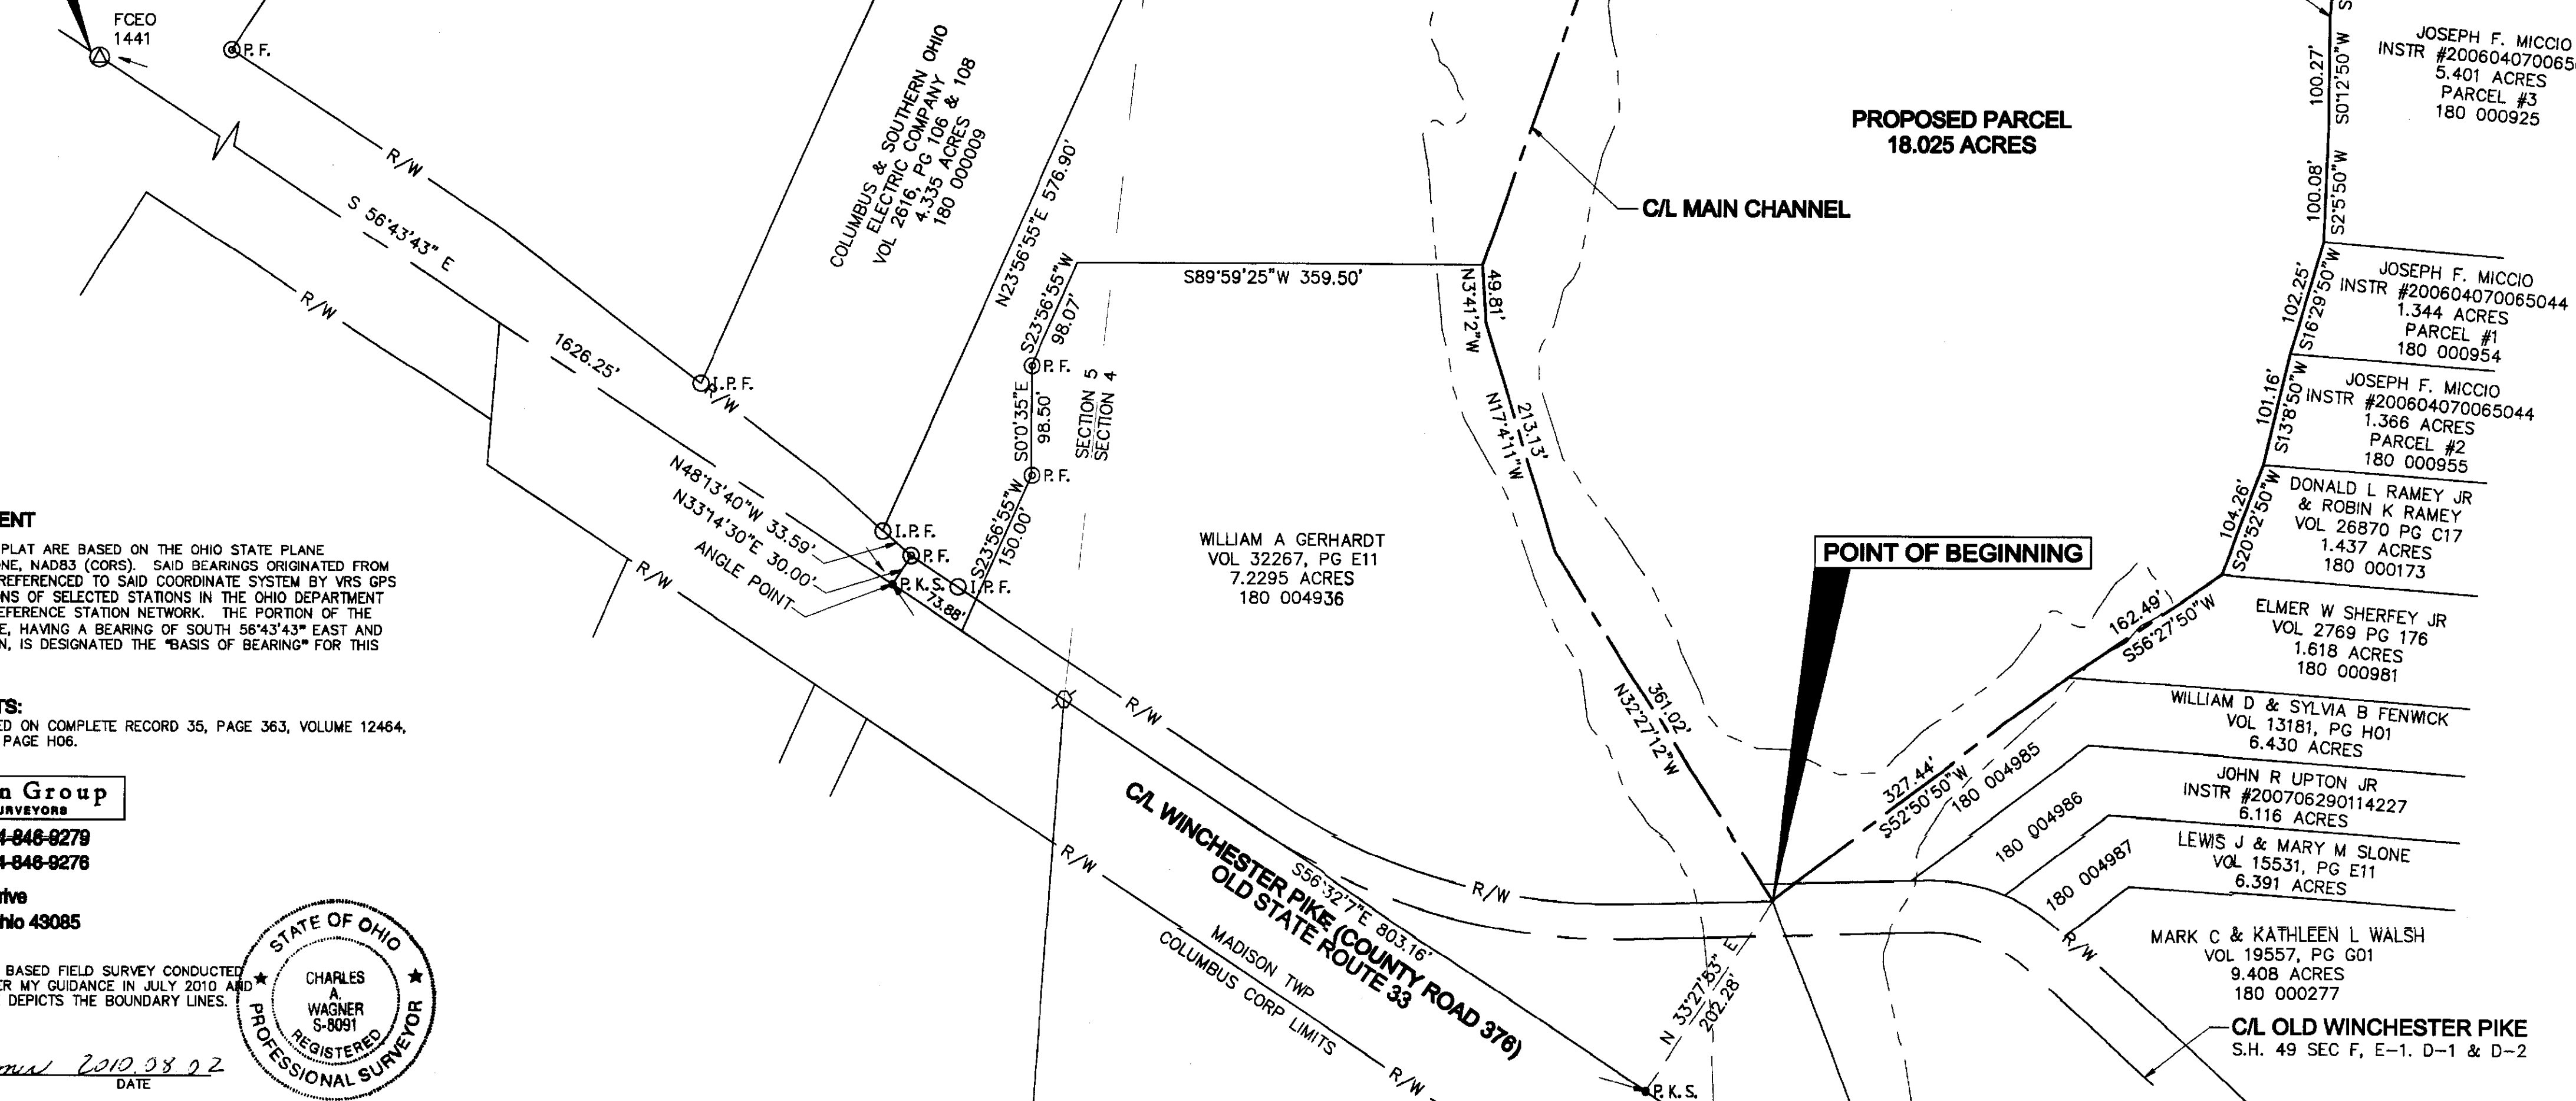 FCEO
1441
P.F.
R/W
S 56°43'43" E
R/W
1626.25'
I.P.F.
R/W
COLUMBUS & SOUTHERN OHIO
ELECTRIC COMPANY
VOL 2616, PG 106 & 108
4.335 ACRES
180 000009
N23°56'55"E 576.90'
S23°56'55"W
98.07'
P.F.
S0°0'35"E
98.50'
P.F.
S23°56'55"W
150.00'
SECTION 5
SECTION 4
N48°13'40"W 33.59'
N33°14'30"E 30.00'
ANGLE POINT
I.P.F.
P.F.
P.K.S.
I.P.F.
73.88'
R/W
S89°59'25"W 359.50'
49.81'
N3°41'2"W
213.13'
N17°4'11"W
361.02'
N32°27'12"W
WILLIAM A GERHARDT
VOL 32267, PG E11
7.2295 ACRES
180 004936
PROPOSED PARCEL
18.025 ACRES
C/L MAIN CHANNEL
POINT OF BEGINNING
JOSEPH F. MICCIO
INSTR #2006040700650
5.401 ACRES
PARCEL #3
180 000925
100.27'
S0°12'50"W
100.08'
S2°5'50"W
JOSEPH F. MICCIO
INSTR #200604070065044
1.344 ACRES
PARCEL #1
180 000954
102.25'
S16°29'50"W
JOSEPH F. MICCIO
INSTR #200604070065044
1.366 ACRES
PARCEL #2
180 000955
101.16'
S13°8'50"W
DONALD L RAMEY JR
& ROBIN K RAMEY
VOL 26870 PG C17
1.437 ACRES
180 000173
104.26'
S20°52'50"W
ELMER W SHERFEY JR
VOL 2769 PG 176
1.618 ACRES
180 000981
162.49'
S56°27'50"W
WILLIAM D & SYLVIA B FENWICK
VOL 13181, PG H01
6.430 ACRES
327.44'
S52°50'50"W
180 004985
JOHN R UPTON JR
INSTR #200706290114227
6.116 ACRES
180 004986
LEWIS J & MARY M SLONE
VOL 15531, PG E11
6.391 ACRES
180 004987
MARK C & KATHLEEN L WALSH
VOL 19557, PG G01
9.408 ACRES
180 000277
R/W
C/L OLD WINCHESTER PIKE
S.H. 49 SEC F, E-1. D-1 & D-2
R/W
R/W
C/L WINCHESTER PIKE (COUNTY ROAD 376)
OLD STATE ROUTE 33
S56°32'7"E 803.16'
R/W
MADISON TWP
COLUMBUS CORP LIMITS
R/W
N 33°27'53" E
202.28'
P.K.S.
ENT
PLAT ARE BASED ON THE OHIO STATE PLANE
NE, NAD83 (CORS). SAID BEARINGS ORIGINATED FROM
REFERENCED TO SAID COORDINATE SYSTEM BY VRS GPS
NS OF SELECTED STATIONS IN THE OHIO DEPARTMENT
EFERENCE STATION NETWORK. THE PORTION OF THE
E, HAVING A BEARING OF SOUTH 56°43'43" EAST AND
N, IS DESIGNATED THE "BASIS OF BEARING" FOR THIS
TS:
ED ON COMPLETE RECORD 35, PAGE 363, VOLUME 12464,
PAGE H06.
n Group
URVEYORS
4-846-9279
4-846-9276
rive
hio 43085
BASED FIELD SURVEY CONDUCTED
ER MY GUIDANCE IN JULY 2010 AND
DEPICTS THE BOUNDARY LINES.
2010.08.02
DATE
STATE OF OHIO
CHARLES
A.
WAGNER
S-8091
REGISTERED
PROFESSIONAL SURVEYOR